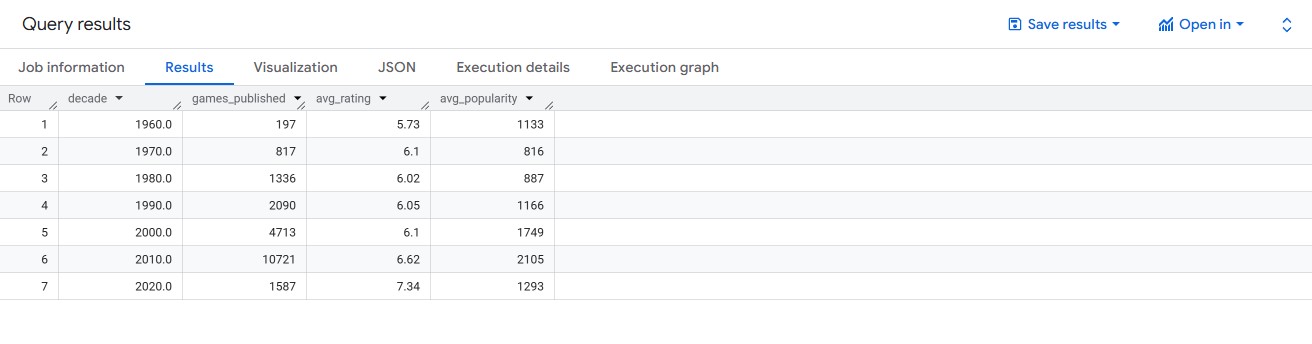 Query results Save results Open in
Job information Results Visualization JSON Execution details Execution graph
Row decade games_published avg_rating avg_popularity
1 1960.0 197 5.73 1133
2 1970.0 817 6.1 816
3 1980.0 1336 6.02 887
4 1990.0 2090 6.05 1166
5 2000.0 4713 6.1 1749
6 2010.0 10721 6.62 2105
7 2020.0 1587 7.34 1293